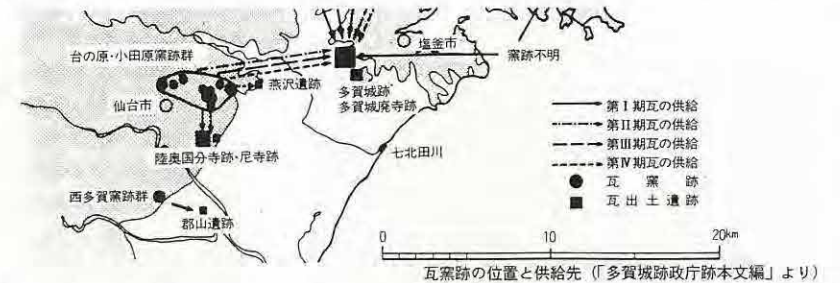 塩釜市
台の原・小田原窯跡群
窯跡不明
燕沢遺跡
多賀城跡
多賀城廃寺跡
仙台市
第Ⅰ期瓦の供給
第Ⅱ期瓦の供給
第Ⅲ期瓦の供給
第Ⅳ期瓦の供給
陸奥国分寺跡・尼寺跡
七北田川
瓦窯跡
瓦出土遺跡
西多賀窯跡群
郡山遺跡
0 10 20km
瓦窯跡の位置と供給先(「多賀城跡政庁跡本文編」より)